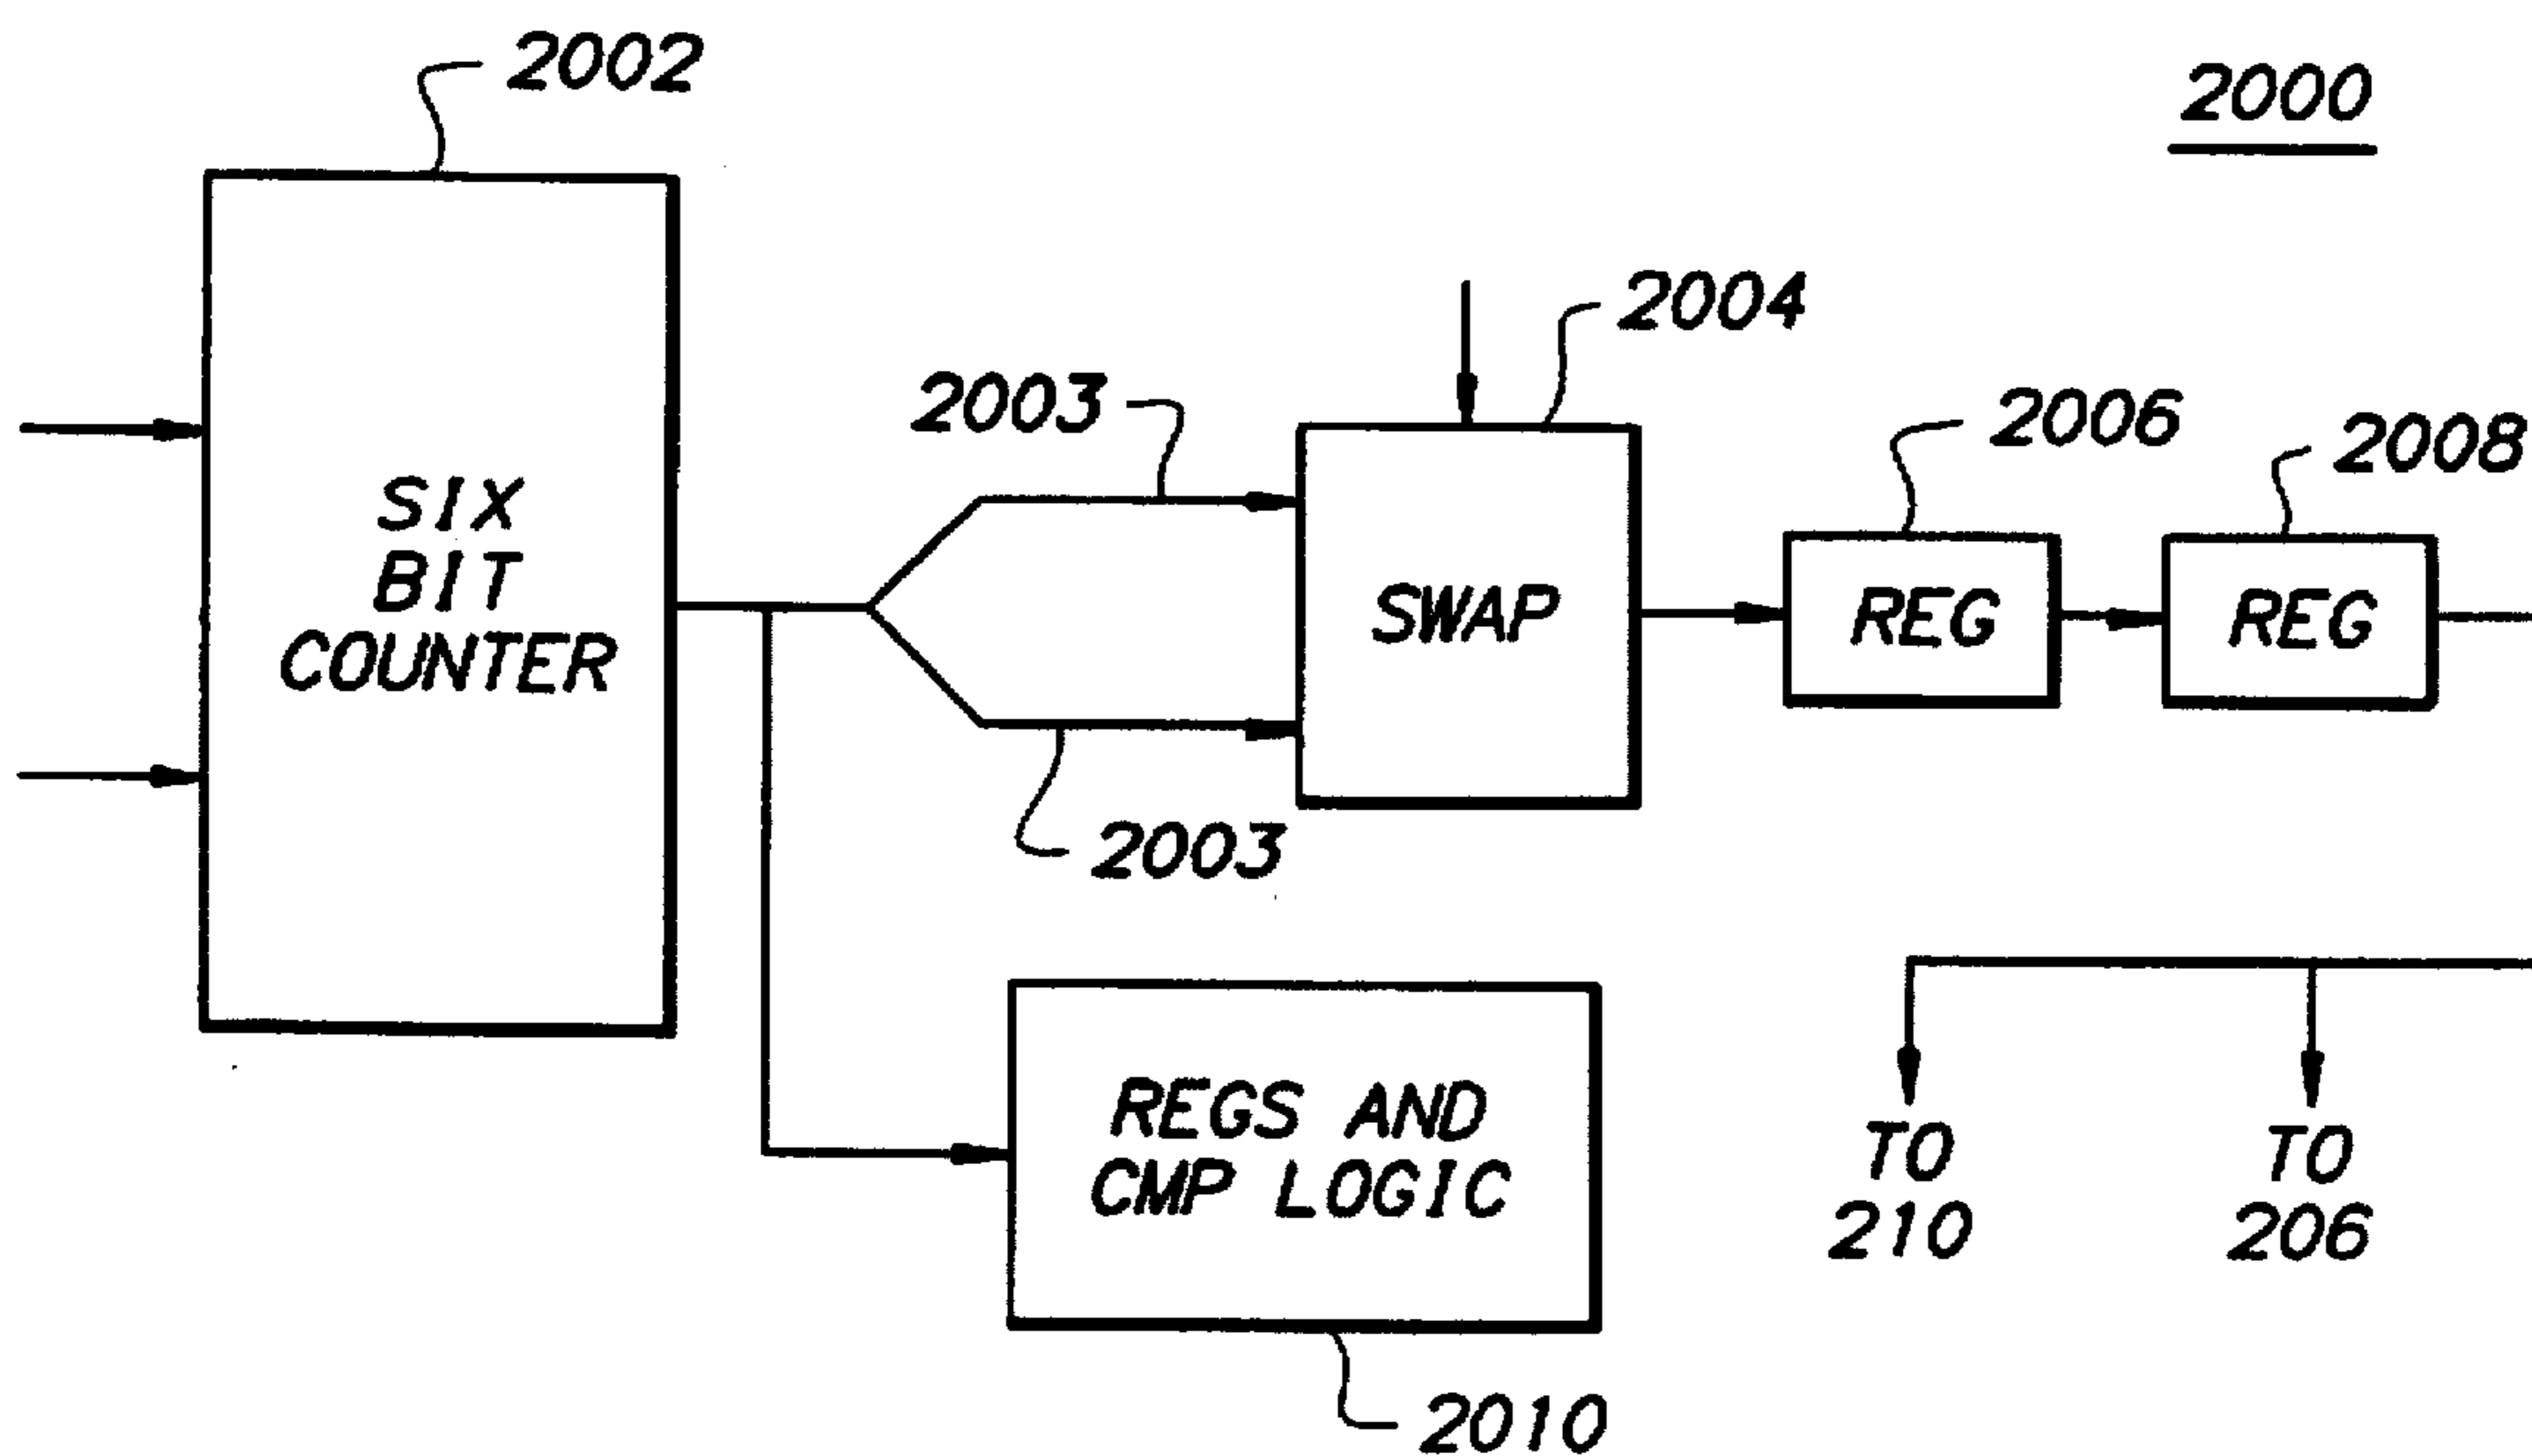 2002
2000
2004
2003
2006
2008
SIX
BIT
COUNTER
SWAP
REG
REG
2003
REGS AND
CMP LOGIC
TO
210
TO
206
2010